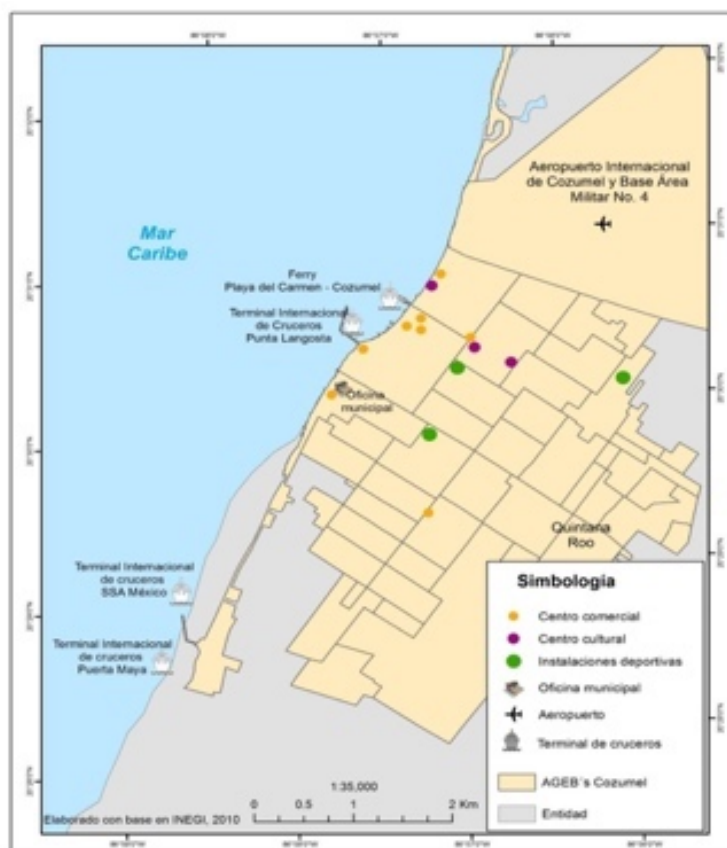 Aeropuerto Internacional
de Cozumel y Base Área
Militar No. 4
Mar
Caribe
Ferry
Playa del Carmen - Cozumel
Terminal Internacional
de Cruceros
Punta Langosta
Oficina
municipal
Quintana
Roo
Terminal Internacional
de cruceros
SSA México
Terminal Internacional
de cruceros
Puerta Maya
Simbología
Centro comercial
Centro cultural
Instalaciones deportivas
Oficina municipal
Aeropuerto
Terminal de cruceros
AGEB´s Cozumel
Entidad
1:35,000
0 0.5 1 2 Km
Elaborado con base en INEGI, 2010